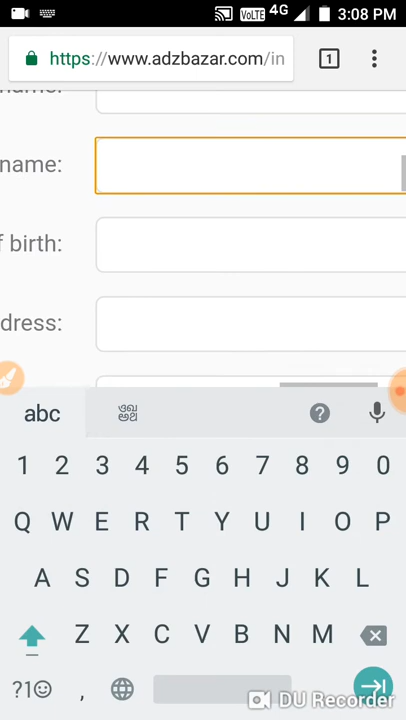 VoLTE 4G 3:08 PM
https://www.adzbazar.com/in 1
name:
name:
f birth:
dress:
abc
1 2 3 4 5 6 7 8 9 0
Q W E R T Y U I O P
A S D F G H J K L
Z X C V B N M
?1☺ , DU Recorder